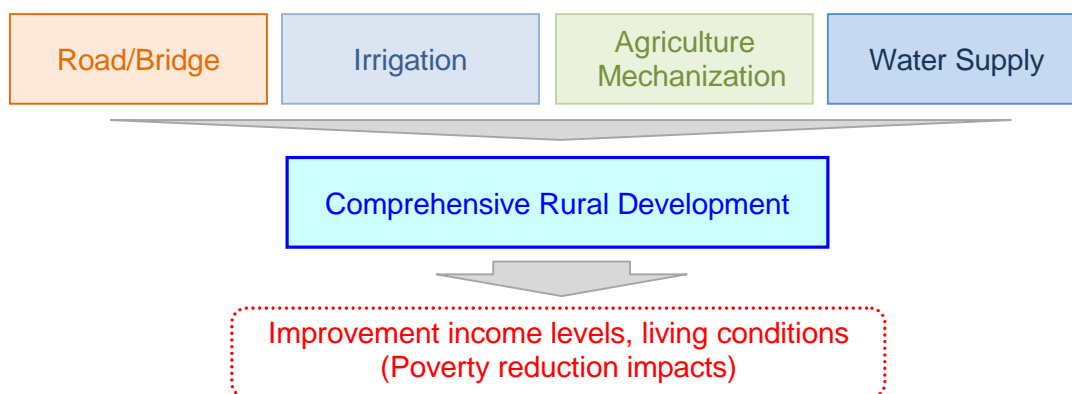 Road/Bridge
Irrigation
Agriculture
Mechanization
Water Supply
Comprehensive Rural Development
Improvement income levels, living conditions
(Poverty reduction impacts)